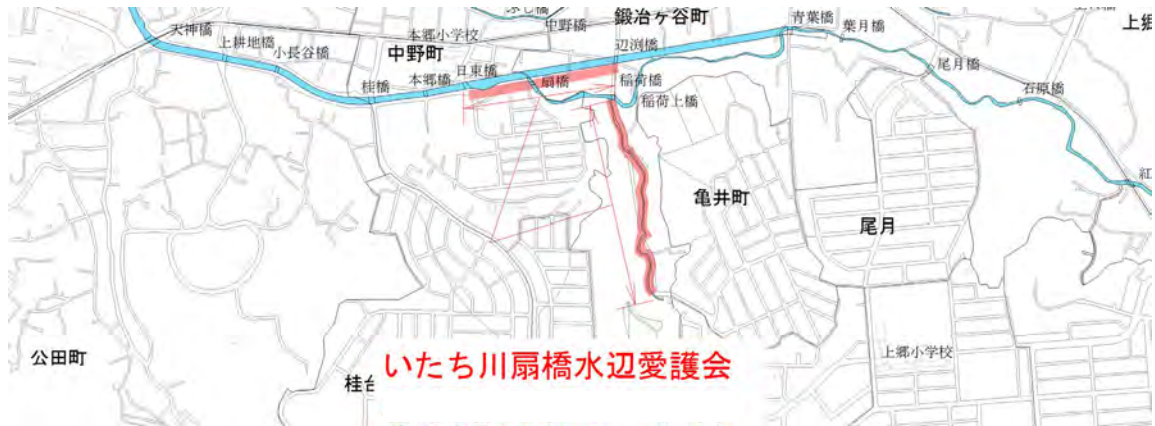 鍛冶ヶ谷町
青葉橋
中野橋
天神橋
本郷小学校
葉月橋
上郷
上耕地橋
中野町
辺渕橋
小長谷橋
日東橋
尾月橋
本郷橋
扇橋
稲荷橋
石原橋
桂橋
稲荷上橋
紅
亀井町
尾月
公田町
上郷小学校
いたち川扇橋水辺愛護会
桂台